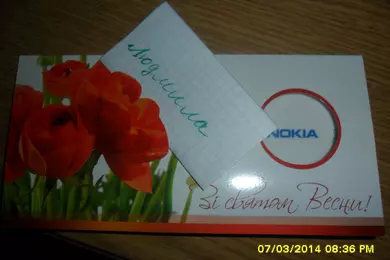 Людмила
NOKIA
Зі святом Весни!
07/03/2014 08:36 PM